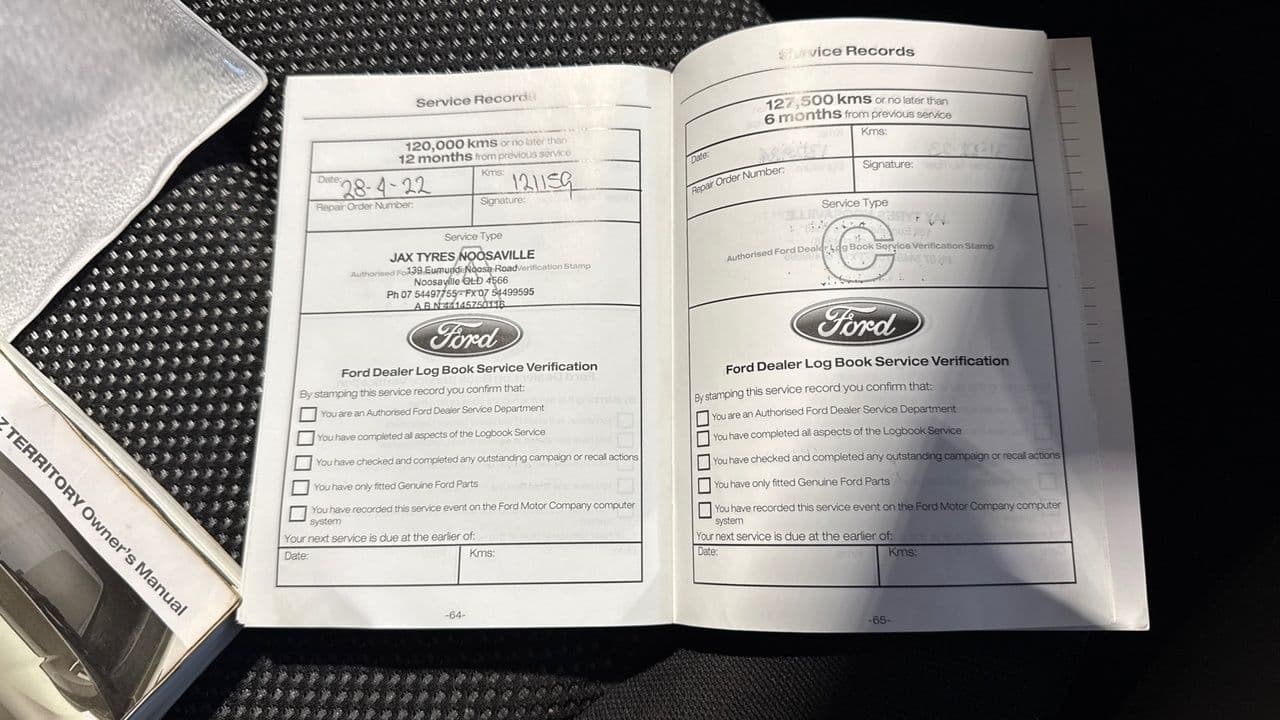 Service Records
120,000 kms or no later than
12 months from previous service
Date: 28-4-22
Kms: 121159
Repair Order Number:
Signature:
Service Type
JAX TYRES NOOSAVILLE
139 Eumundi Noosa Road
Authorised Verification Stamp
Noosaville QLD 4566
Ph 07 54497755 Fx 07 54499595
A.B.N 44145750116
Ford
Ford Dealer Log Book Service Verification
By stamping this service record you confirm that:
You are an Authorised Ford Dealer Service Department
You have completed all aspects of the Logbook Service
You have checked and completed any outstanding campaign or recall actions
You have only fitted Genuine Ford Parts
You have recorded this service event on the Ford Motor Company computer
system
Your next service is due at the earlier of:
Date:
Kms:
-64-
Service Records
127,500 kms or no later than
6 months from previous service
Date:
Kms:
Repair Order Number:
Signature:
Service Type
C
Authorised Ford Dealer Log Book Service Verification Stamp
Ford
Ford Dealer Log Book Service Verification
By stamping this service record you confirm that:
You are an Authorised Ford Dealer Service Department
You have completed all aspects of the Logbook Service
You have checked and completed any outstanding campaign or recall actions
You have only fitted Genuine Ford Parts
You have recorded this service event on the Ford Motor Company computer
system
Your next service is due at the earlier of:
Date:
Kms:
-65-
TERRITORY Owner's Manual